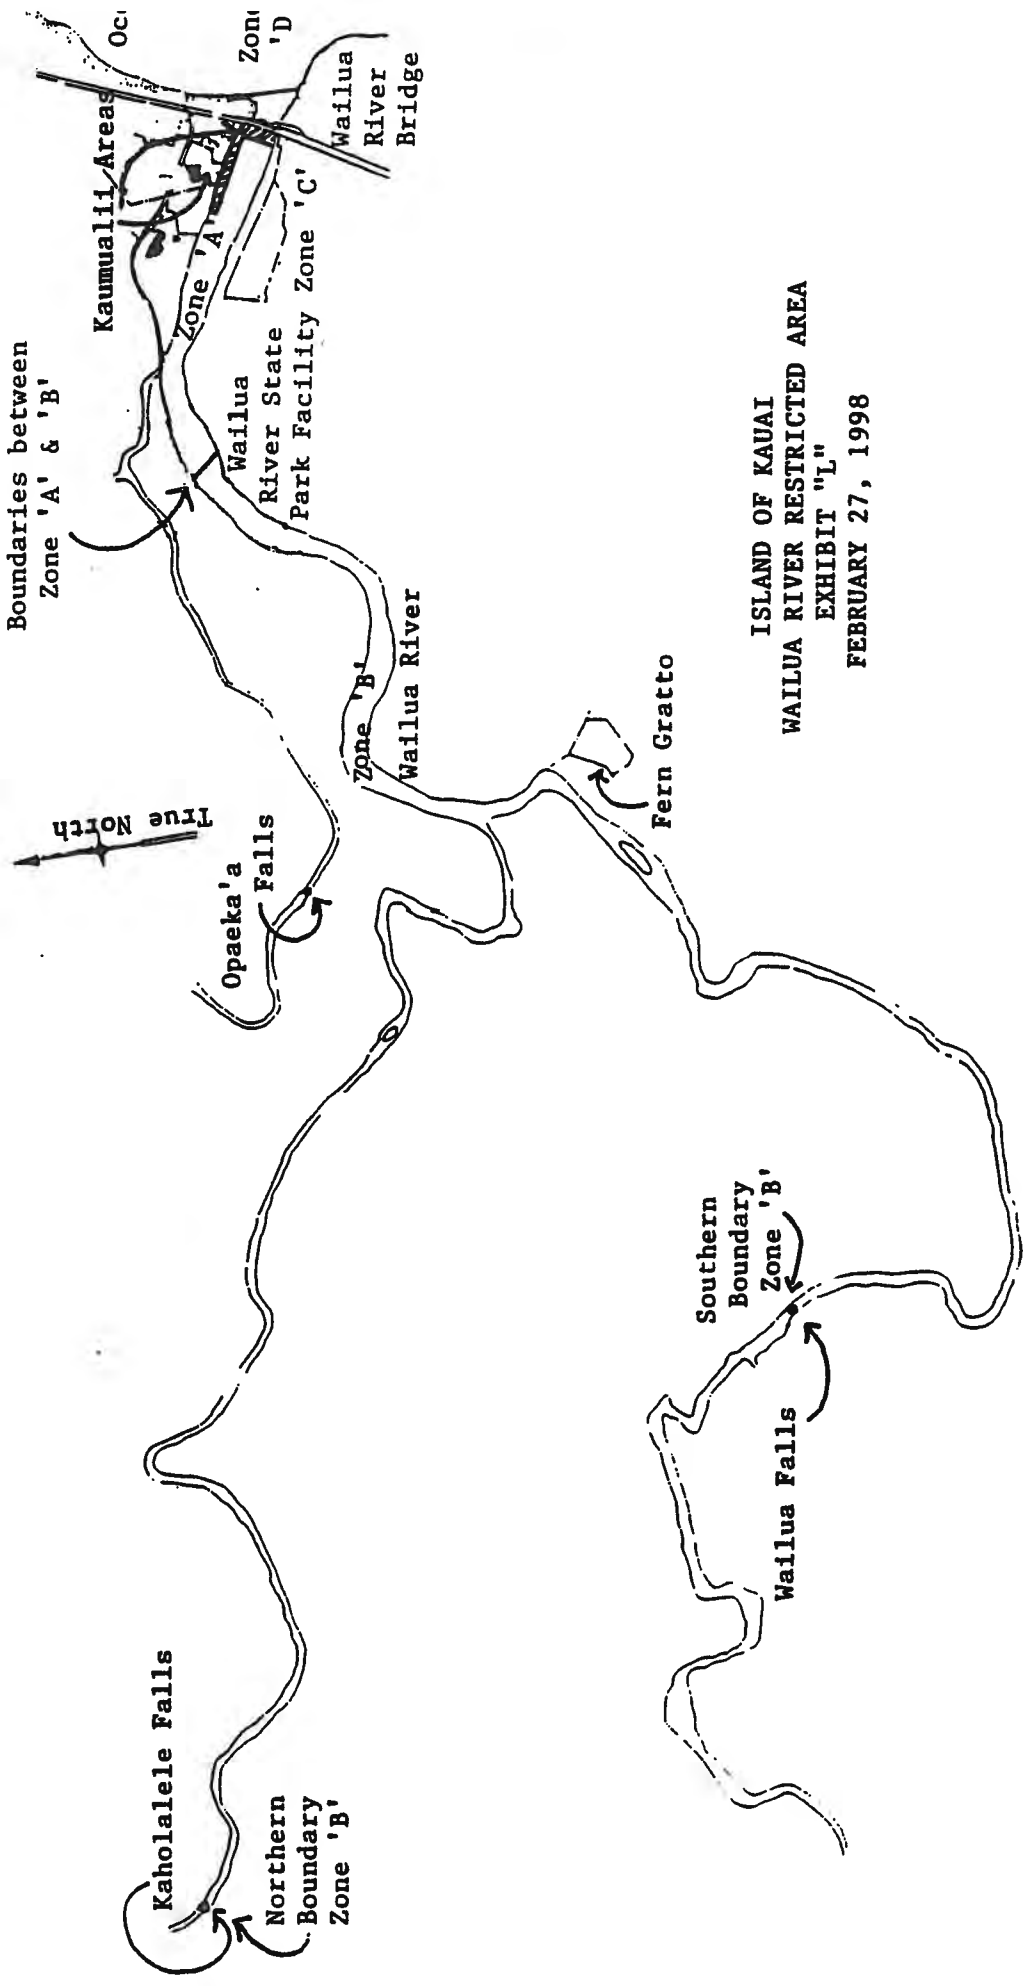 Boundaries between
Zone 'A' & 'B'
Kaumualii Areas
Oc
Zon
'D
Wailua
River
Bridge
Zone 'A'
Zone 'C'
Wailua
River State
Park Facility
True North
Opaeka'a
Falls
Zone 'B'
Wailua River
Fern Gratto
Kaholalele Falls
Northern
Boundary
Zone 'B'
Southern
Boundary
Zone 'B'
Wailua Falls
ISLAND OF KAUAI
WAILUA RIVER RESTRICTED AREA
EXHIBIT "L"
FEBRUARY 27, 1998